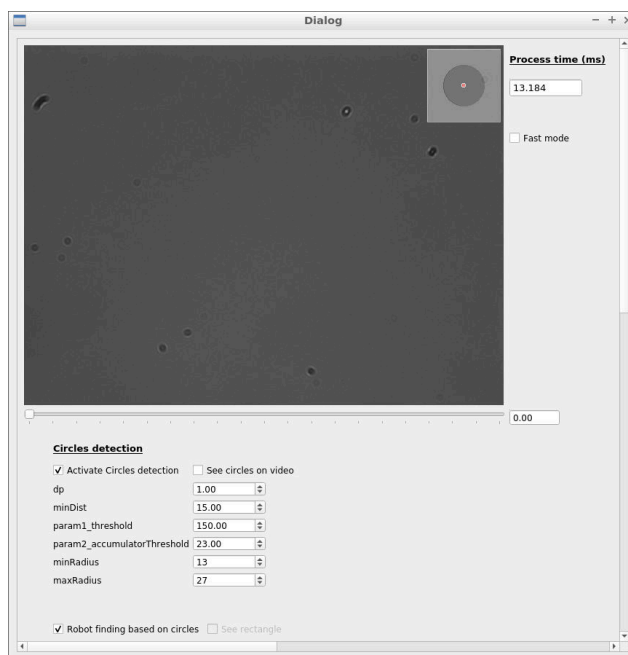 Dialog
Process time (ms)
13.184
Fast mode
0.00
Circles detection
Activate Circles detection See circles on video
dp 1.00
minDist 15.00
param1_threshold 150.00
param2_accumulatorThreshold 23.00
minRadius 13
maxRadius 27
Robot finding based on circles See rectangle